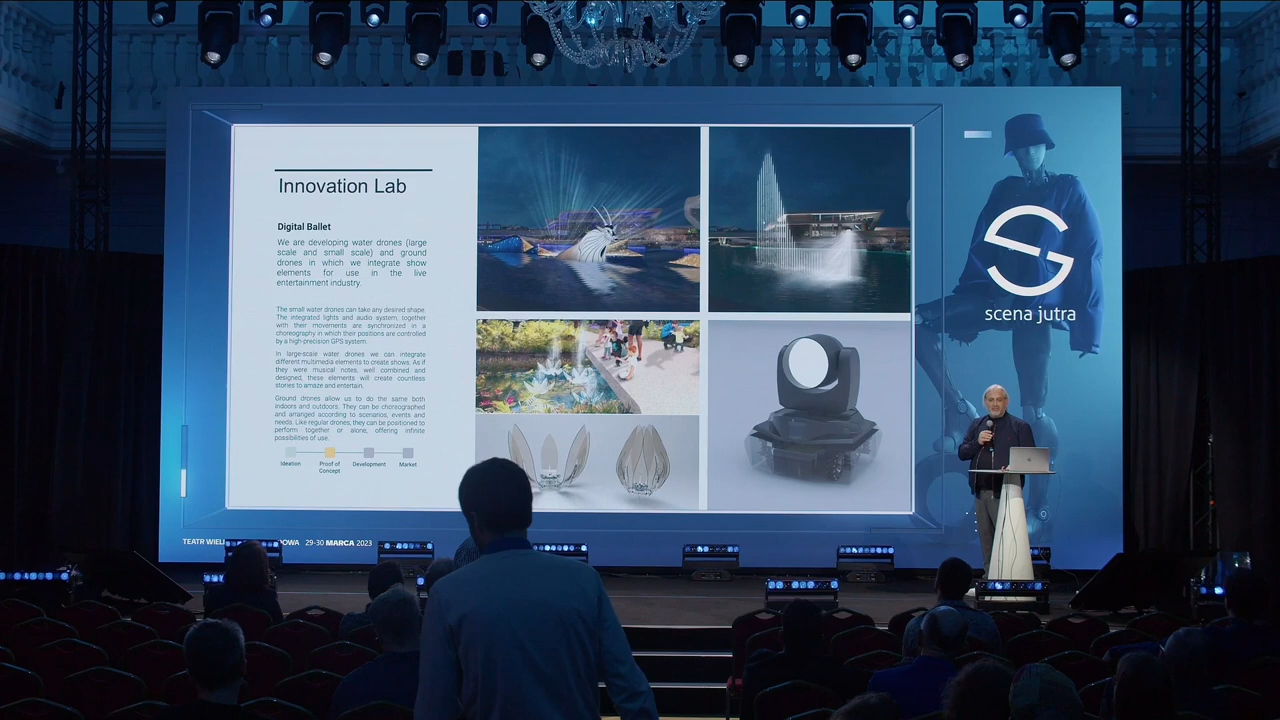 Innovation Lab
Digital Ballet
We are developing water drones (large
scale and small scale) and ground
drones in which we integrate show
elements for use in the live
entertainment industry.
The small water drones can take any desired shape.
The integrated lights and audio system, together
with their movements are synchronized in a
choreography in which their positions are controlled
by a high-precision GPS system.
In large-scale water drones we can integrate
different multimedia elements to create shows. As if
they were musical notes, well combined and
designed, these elements will create countless
stories to amaze and entertain.
Ground drones allow us to do the same both
indoors and outdoors. They can be choreographed
and arranged according to scenarios, events and
needs. Like regular drones, they can be positioned to
perform together or alone, offering infinite
possibilities of use.
Ideation
Proof of
Concept
Development
Market
scena jutra
TEATR 29-30 MARCA 2023